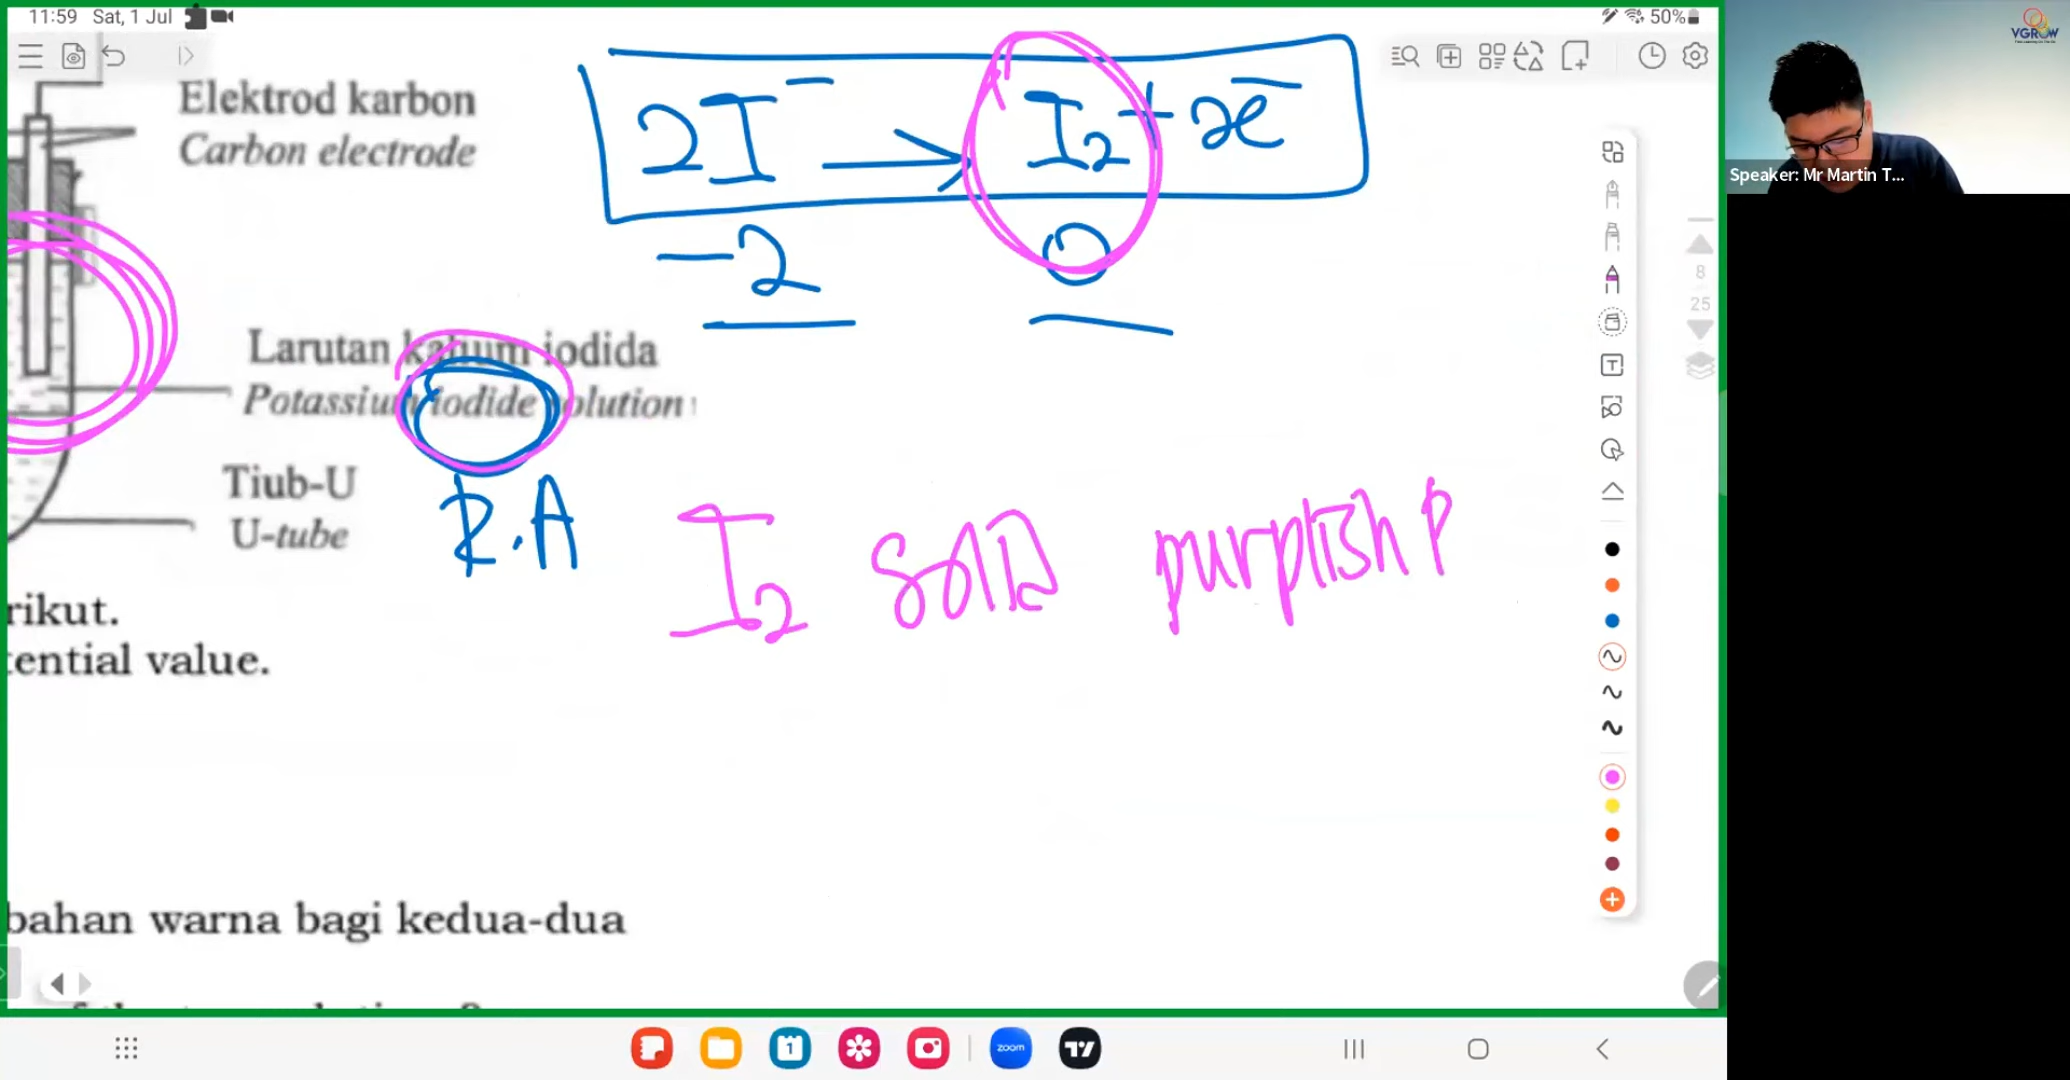 11:59 Sat, 1 Jul
50%
VGROW
Speaker: Mr Martin T...
Elektrod karbon
Carbon electrode
2I⁻ → I₂ + 2e⁻
-2
0
8
25
Larutan kalium iodida
Potassium iodide solution
Tiub-U
U-tube
R.A
I₂ solid purplish P
rikut.
tential value.
bahan warna bagi kedua-dua
1
zoom